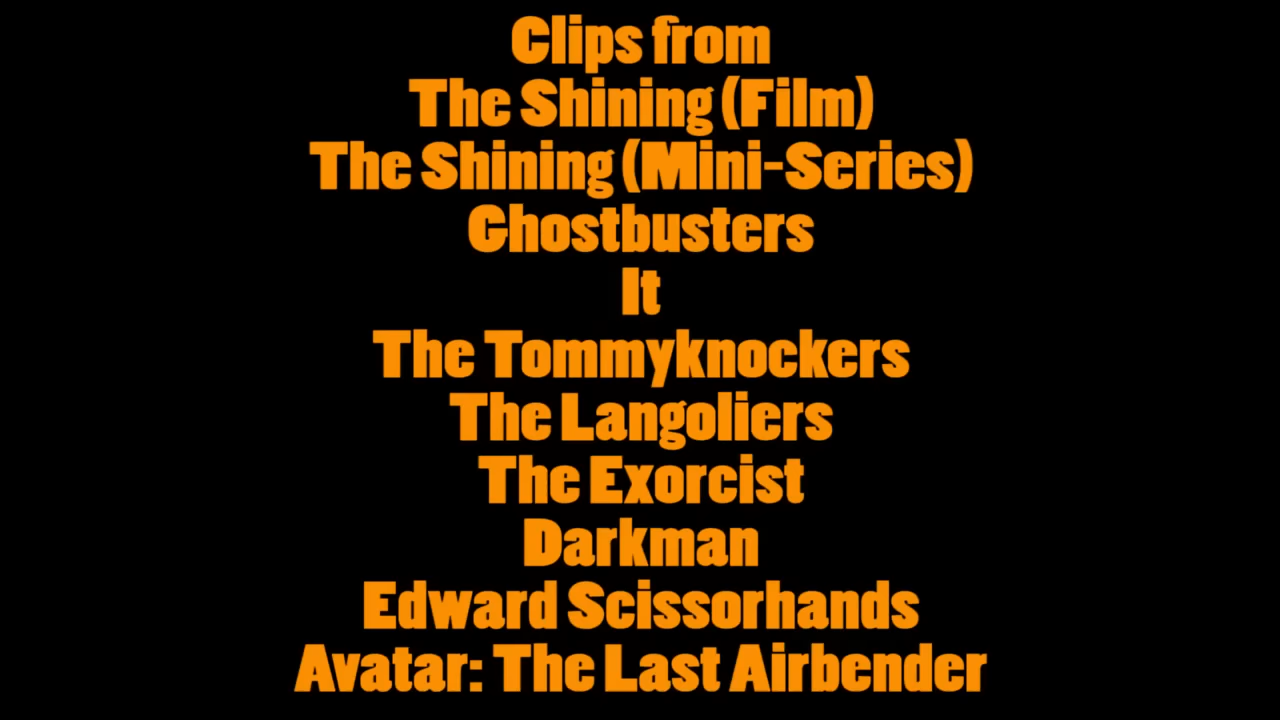 Clips from
The Shining (Film)
The Shining (Mini-Series)
Ghostbusters
It
The Tommyknockers
The Langoliers
The Exorcist
Darkman
Edward Scissorhands
Avatar: The Last Airbender